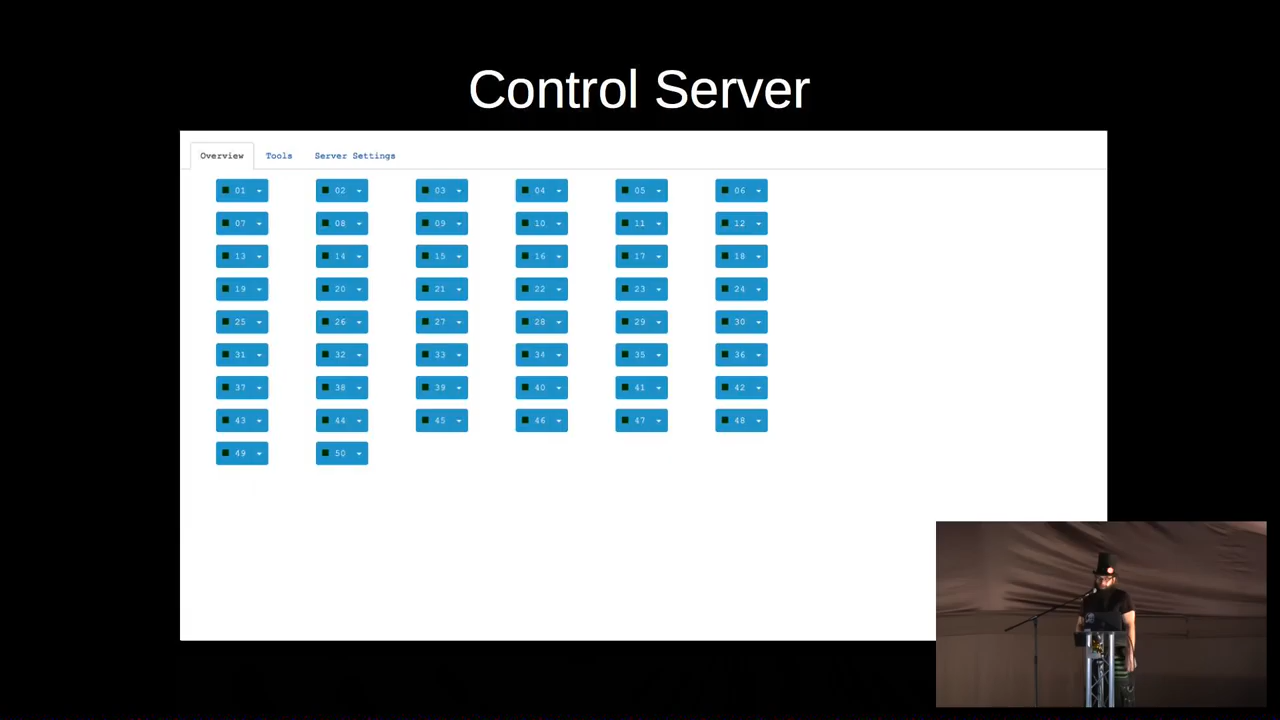 Control Server
Overview Tools Server Settings
01 02 03 04 05 06
07 08 09 10 11 12
13 14 15 16 17 18
19 20 21 22 23 24
25 26 27 28 29 30
31 32 33 34 35 36
37 38 39 40 41 42
43 44 45 46 47 48
49 50